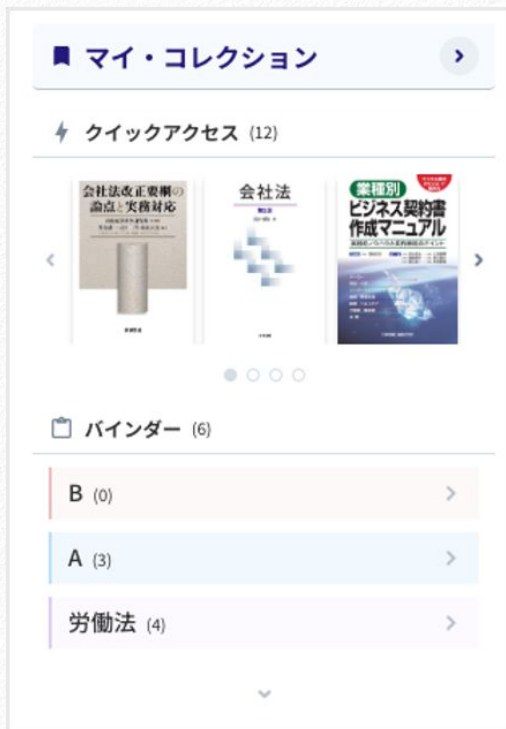 マイ・コレクション
クイックアクセス (12)
会社法改正要綱の
論点と実務対応
会社法
業種別
ビジネス契約書
作成マニュアル
バインダー (6)
B (0)
A (3)
労働法 (4)